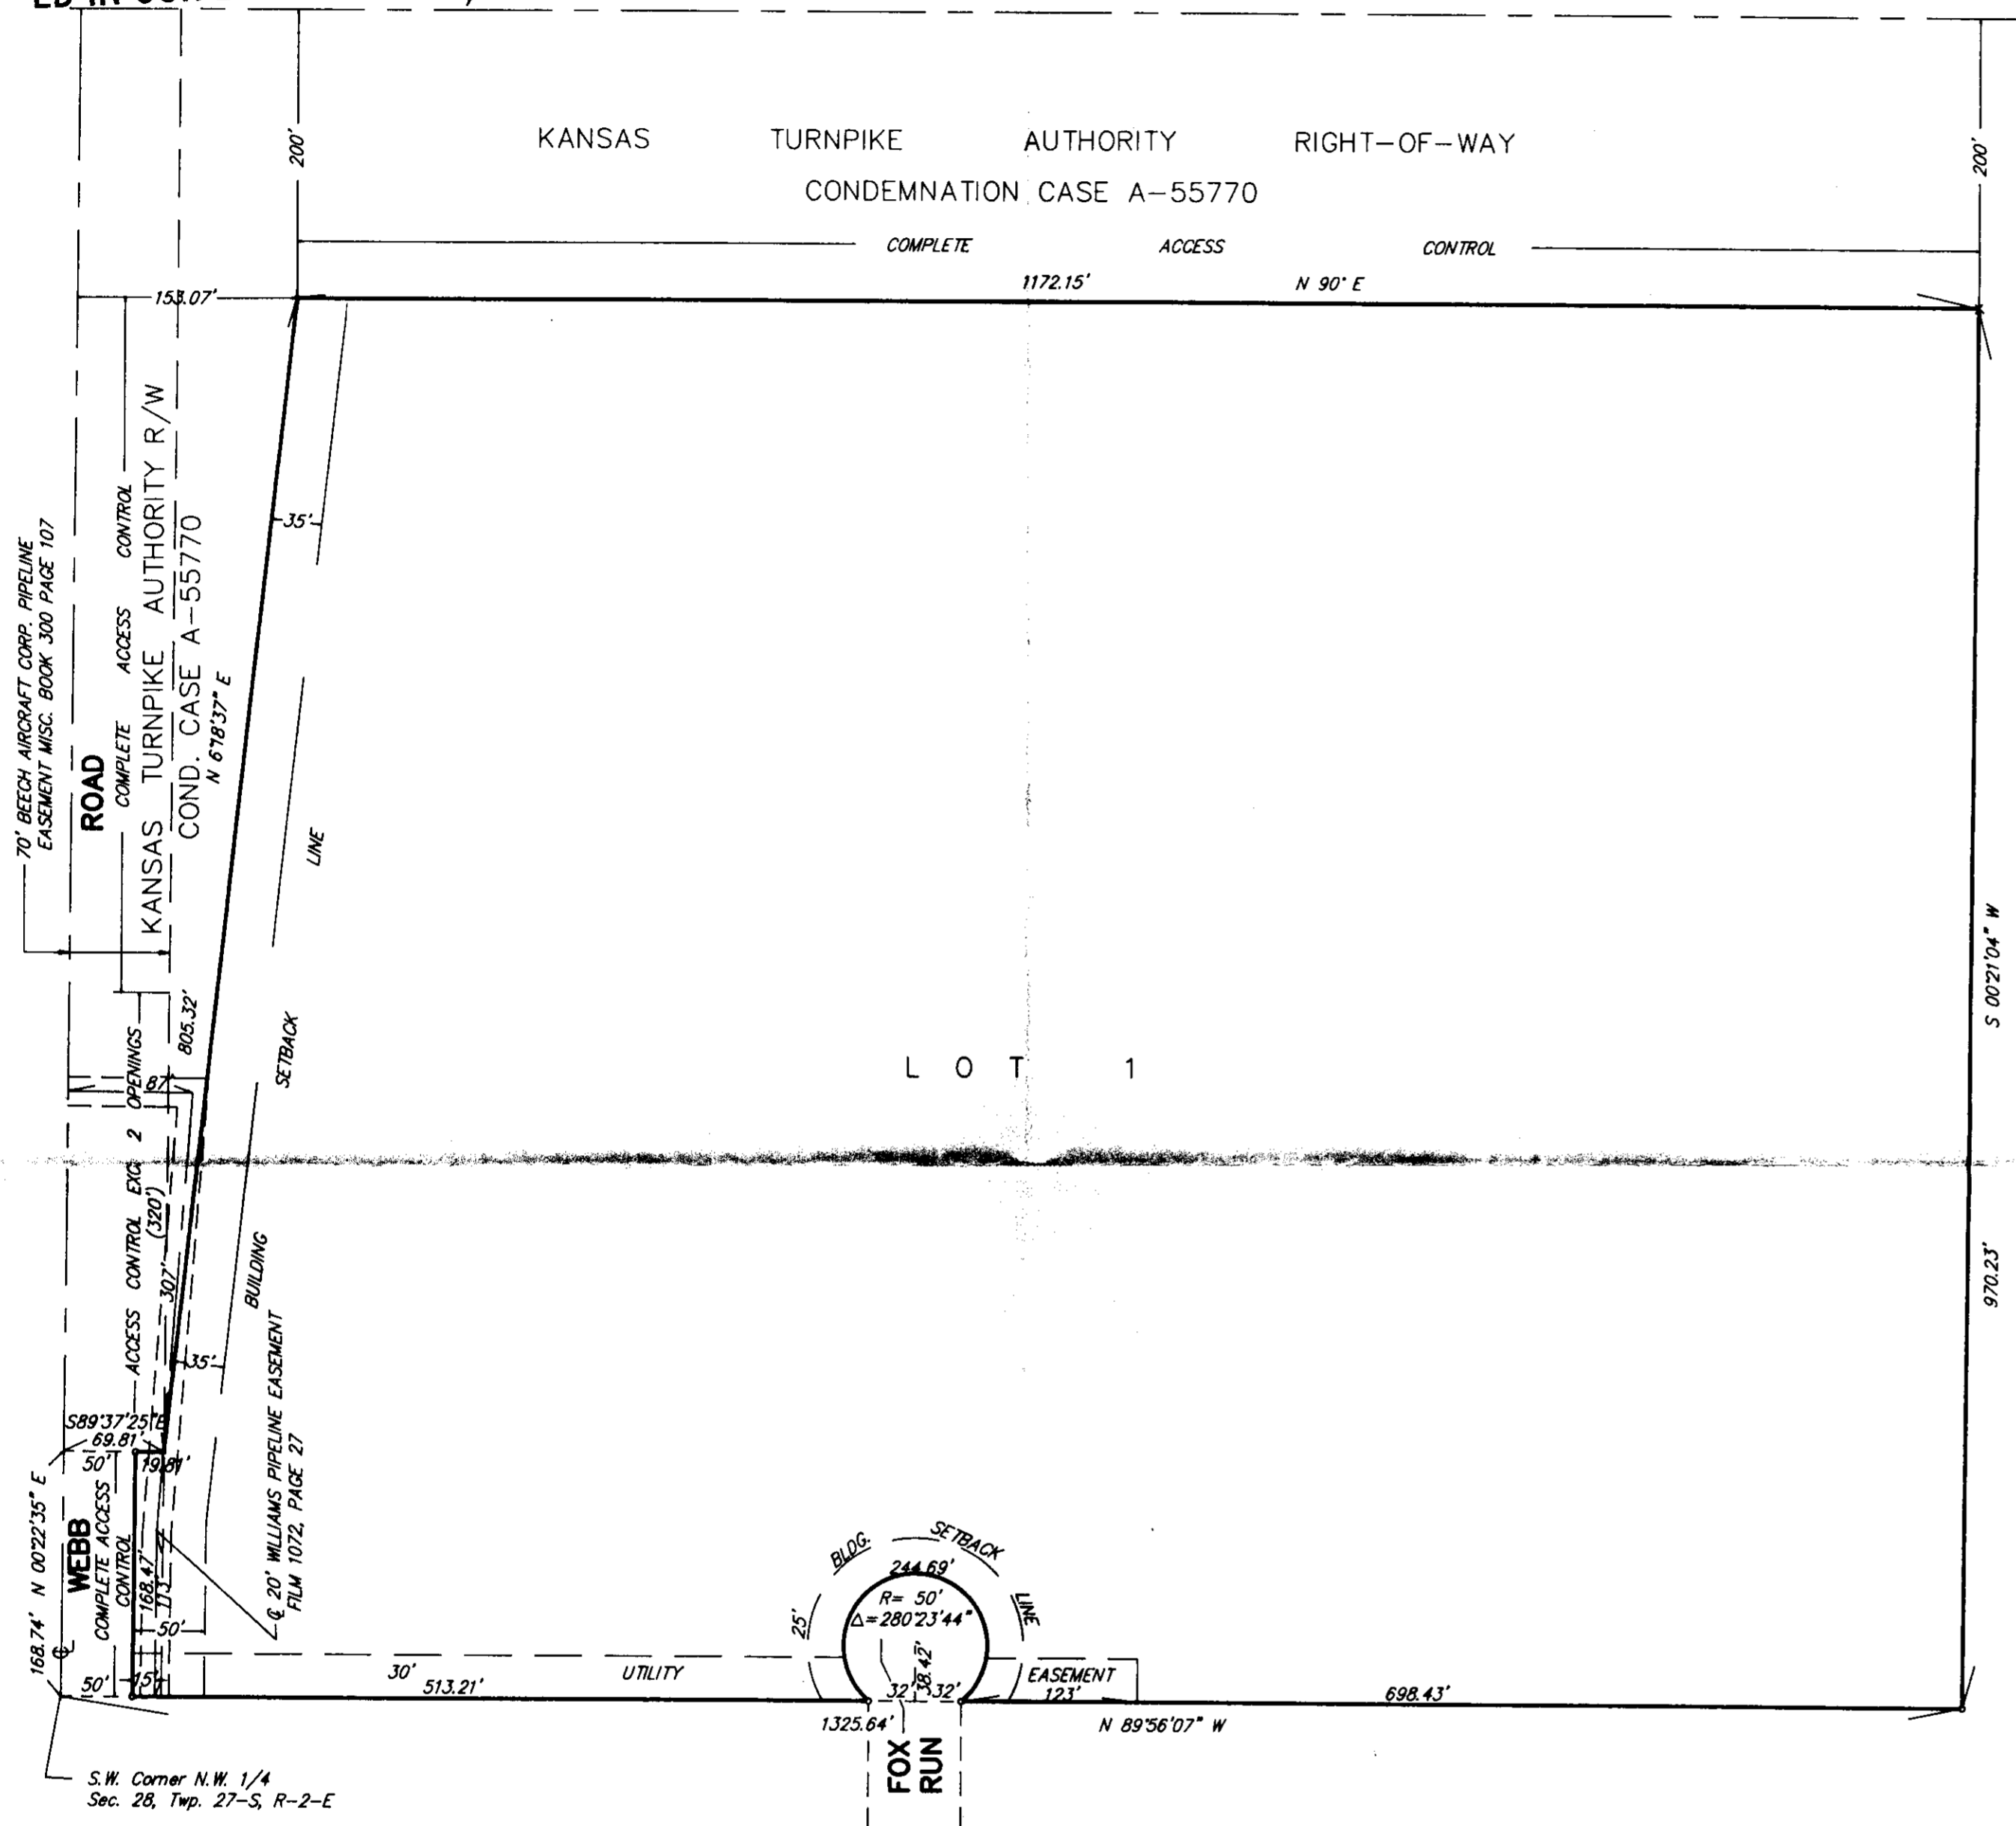 200'
200'
KANSAS TURNPIKE AUTHORITY RIGHT-OF-WAY
CONDEMNATION CASE A-55770
COMPLETE ACCESS CONTROL
1172.15' N 90° E
153.07'
70' BEECH AIRCRAFT CORP. PIPELINE
EASEMENT MISC. BOOK 300 PAGE 107
ROAD
COMPLETE ACCESS CONTROL
KANSAS TURNPIKE AUTHORITY R/W
COND. CASE A-55770
N 6°18'37" E
805.32'
35'
BUILDING SETBACK LINE
LOT 1
S 00°21'04" W
970.23'
87'
ACCESS CONTROL EXC. 2 OPENINGS
(320')
307'
35'
S89°37'25"E
69.81'
50'
19.81'
168.74' N 00°22'35" E
WEBB
COMPLETE ACCESS
CONTROL
168.47'
113'
50'
℄ 20' WILLIAMS PIPELINE EASEMENT
FILM 1072, PAGE 27
℄
50'
15'
30' UTILITY EASEMENT
513.21'
25' BLDG. SETBACK LINE
244.69'
R= 50'
Δ=280°23'44"
38.42'
32' 32'
123'
698.43'
1325.64' N 89°56'07" W
FOX
RUN
S.W. Corner N.W. 1/4
Sec. 28, Twp. 27-S, R-2-E